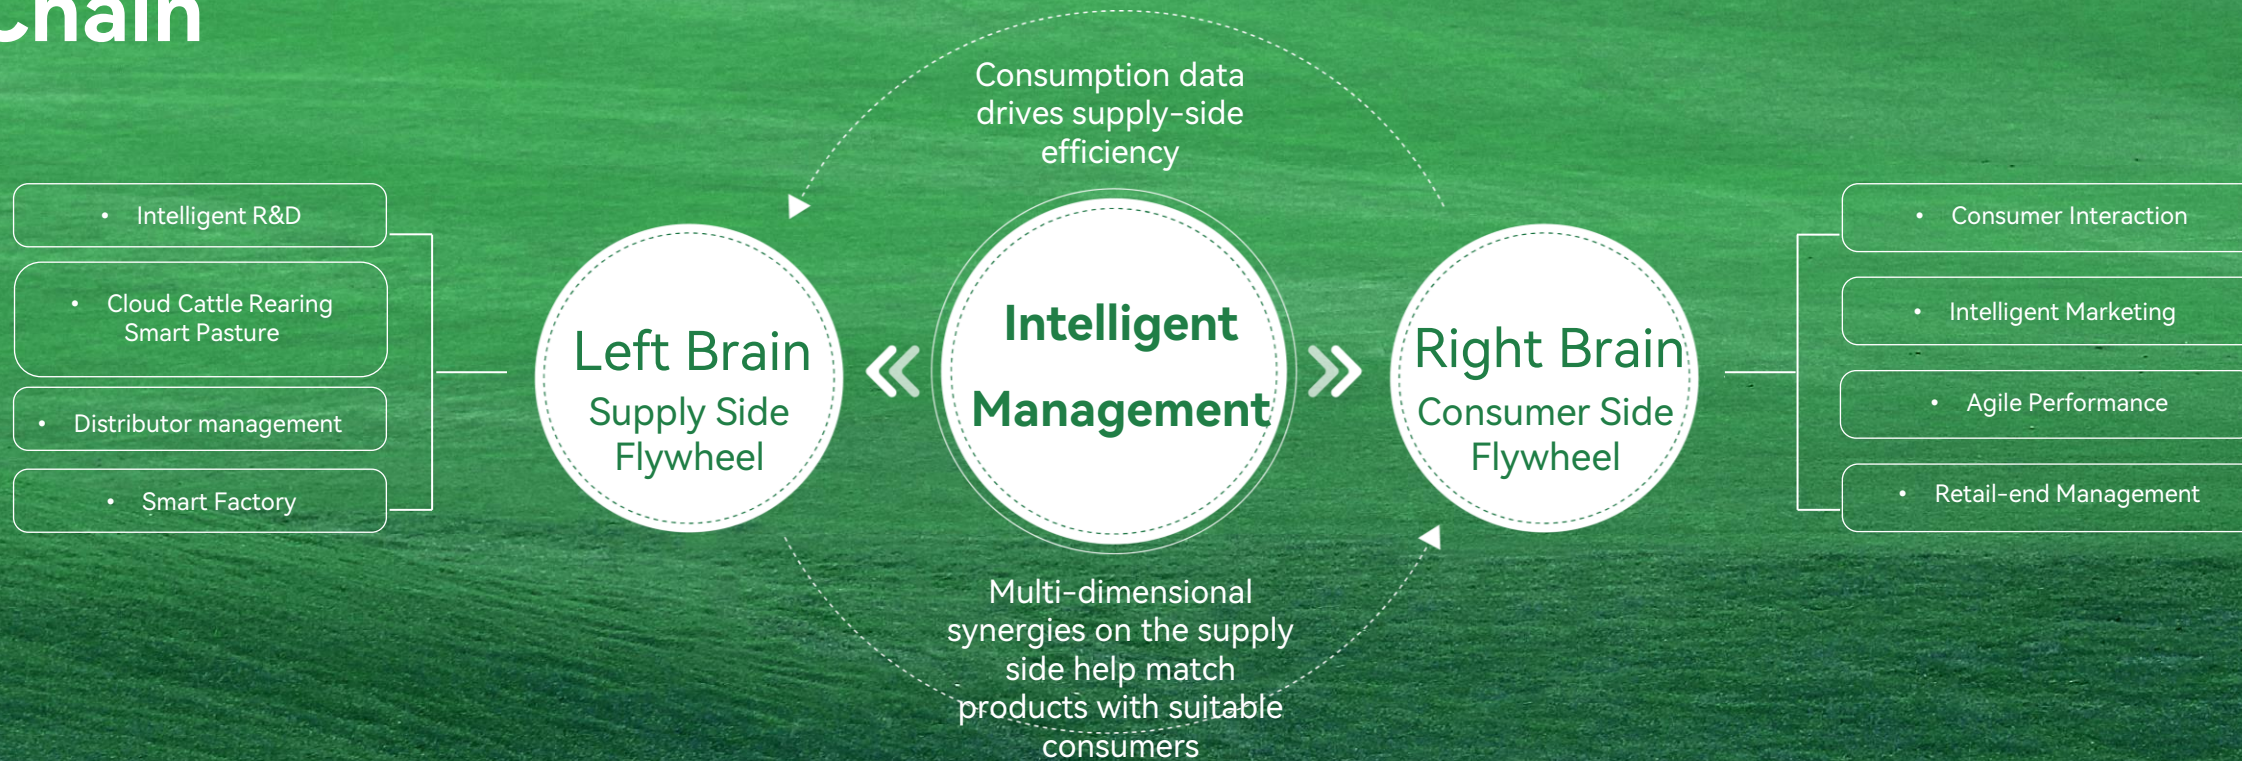 Chain
Consumption data
drives supply-side
efficiency
• Intelligent R&D
• Cloud Cattle Rearing
Smart Pasture
• Distributor management
• Smart Factory
Left Brain
Supply Side
Flywheel
Intelligent
Management
Right Brain
Consumer Side
Flywheel
• Consumer Interaction
• Intelligent Marketing
• Agile Performance
• Retail-end Management
Multi-dimensional
synergies on the supply
side help match
products with suitable
consumers